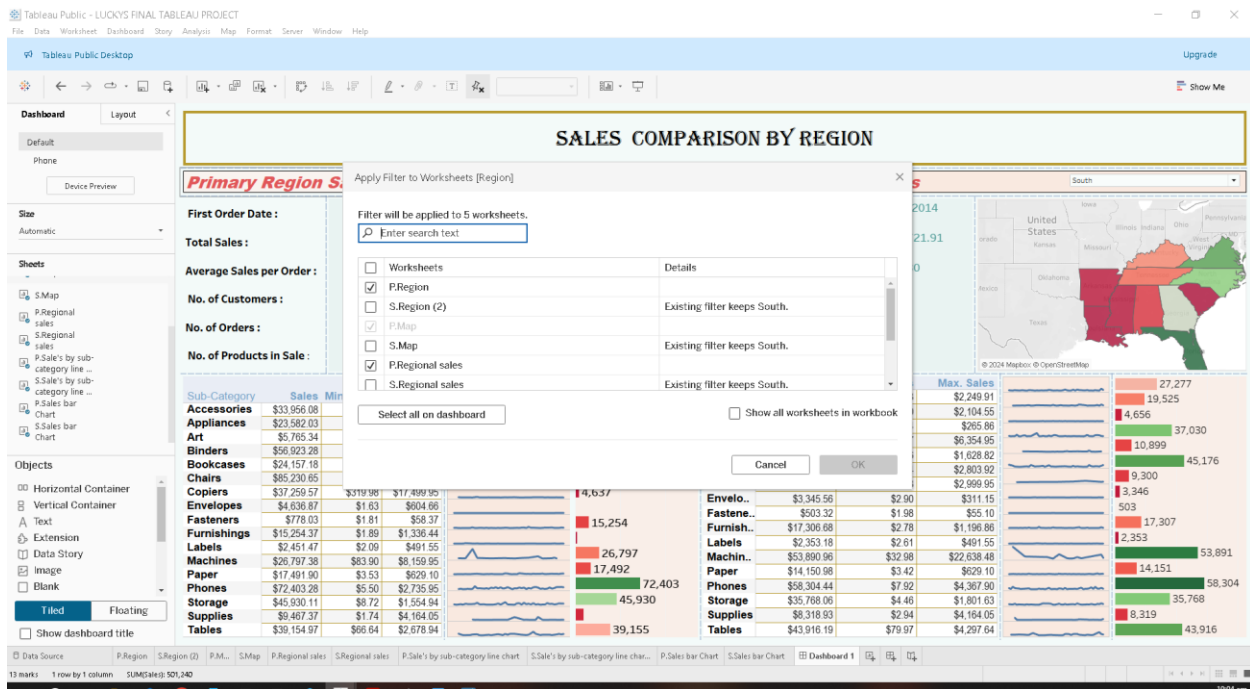 Tableau Public - LUCKYS FINAL TABLEAU PROJECT
File Data Worksheet Dashboard Story Analysis Map Format Server Window Help
Tableau Public Desktop
Upgrade
Show Me
Dashboard Layout
Default
Phone
Device Preview
Size
Automatic
Sheets
S.Map
P.Regional
sales
S.Regional
sales
P.Sale's by sub-
category line ...
S.Sale's by sub-
category line ...
P.Sales bar
Chart
S.Sales bar
Chart
Objects
Horizontal Container
Vertical Container
Text
Extension
Data Story
Image
Blank
Tiled Floating
Show dashboard title
SALES COMPARISON BY REGION
Primary Region S
s
South
First Order Date :
Total Sales :
Average Sales per Order :
No. of Customers :
No. of Orders :
No. of Products in Sale :
2014
21.91
0
Apply Filter to Worksheets [Region]
Filter will be applied to 5 worksheets.
Enter search text
Worksheets Details
P.Region
S.Region (2) Existing filter keeps South.
P.Map
S.Map Existing filter keeps South.
P.Regional sales
S.Regional sales Existing filter keeps South.
Select all on dashboard
Show all worksheets in workbook
Cancel OK
Iowa
United
States
Illinois Indiana Ohio Pennsylvania
orado Kansas Missouri West
Virginia
MD
Oklahoma
exico
Texas
© 2024 Mapbox © OpenStreetMap
Sub-Category Sales Min
Accessories $33,956.08
Appliances $23,582.03
Art $5,765.34
Binders $56,923.28
Bookcases $24,157.18
Chairs $85,230.65
Copiers $37,259.57 $319.98 $17,499.95
Envelopes $4,636.87 $1.63 $604.66
Fasteners $778.03 $1.81 $58.37
Furnishings $15,254.37 $1.89 $1,336.44
Labels $2,451.47 $2.09 $491.55
Machines $26,797.38 $83.90 $8,159.95
Paper $17,491.90 $3.53 $629.10
Phones $72,403.28 $5.50 $2,735.95
Storage $45,930.11 $8.72 $1,554.94
Supplies $9,467.37 $1.74 $4,164.05
Tables $39,154.97 $66.64 $2,678.94
4,637
15,254
26,797
17,492
72,403
45,930
39,155
Max. Sales
$2,249.91
$2,104.55
$265.86
$6,354.95
$1,628.82
$2,803.92
$2,999.95
Envelo.. $3,345.56 $2.90 $311.15
Fastene.. $503.32 $1.98 $55.10
Furnish.. $17,306.68 $2.78 $1,196.86
Labels $2,353.18 $2.61 $491.55
Machin.. $53,890.96 $32.98 $22,638.48
Paper $14,150.98 $3.42 $629.10
Phones $58,304.44 $7.92 $4,367.90
Storage $35,768.06 $4.46 $1,801.63
Supplies $8,318.93 $2.94 $4,164.05
Tables $43,916.19 $79.97 $4,297.64
27,277
19,525
4,656
37,030
10,899
45,176
9,300
3,346
503
17,307
2,353
53,891
14,151
58,304
35,768
8,319
43,916
Data Source P.Region S.Region (2) P.M... S.Map P.Regional sales S.Regional sales P.Sale's by sub-category line chart S.Sale's by sub-category line char... P.Sales bar Chart S.Sales bar Chart Dashboard 1
13 marks 1 row by 1 column SUM(Sales): 501,240